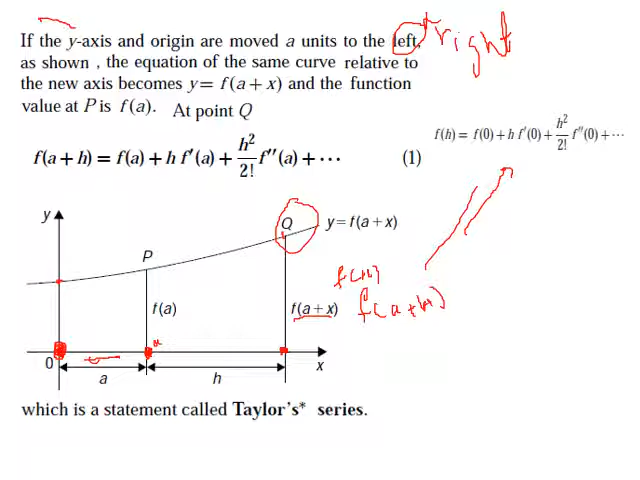 If the y-axis and origin are moved a units to the left, right
as shown, the equation of the same curve relative to
the new axis becomes y= f(a+x) and the function
value at P is f(a). At point Q
f(h)= f(0)+h f′(0)+ h²/2! f″(0)+⋯
f(a+h)=f(a)+h f′(a)+ h²/2! f″(a)+⋯ (1)
y
Q y=f(a+x)
P
f(a) f(a+x) f(a+h)
0 x
a h
which is a statement called Taylor's* series.